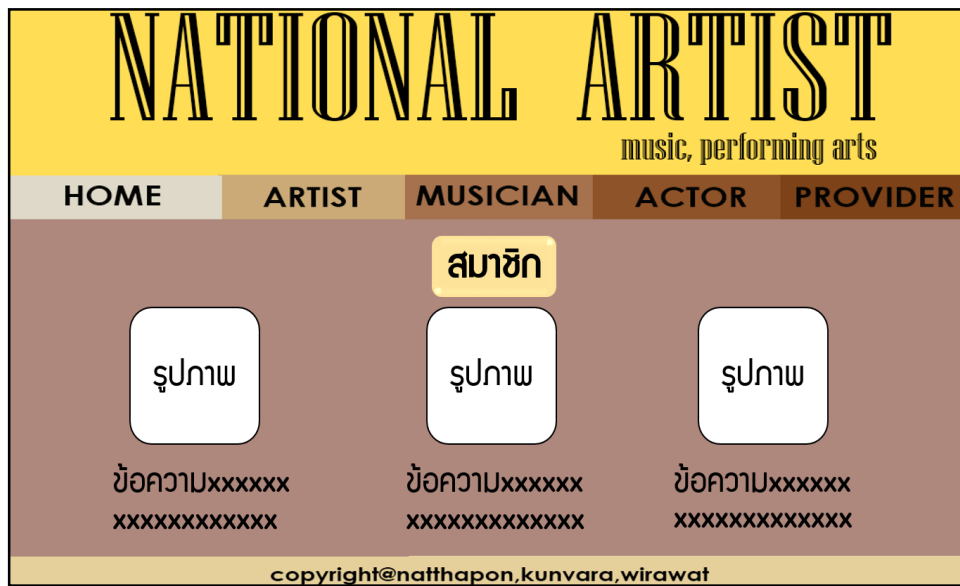 NATIONAL ARTIST
music, performing arts
HOME ARTIST MUSICIAN ACTOR PROVIDER
สมาชิก
รูปภาพ รูปภาพ รูปภาพ
ข้อความxxxxxx ข้อความxxxxxx ข้อความxxxxxx
xxxxxxxxxxxx xxxxxxxxxxxxx xxxxxxxxxxxxx
copyright@natthapon,kunvara,wirawat